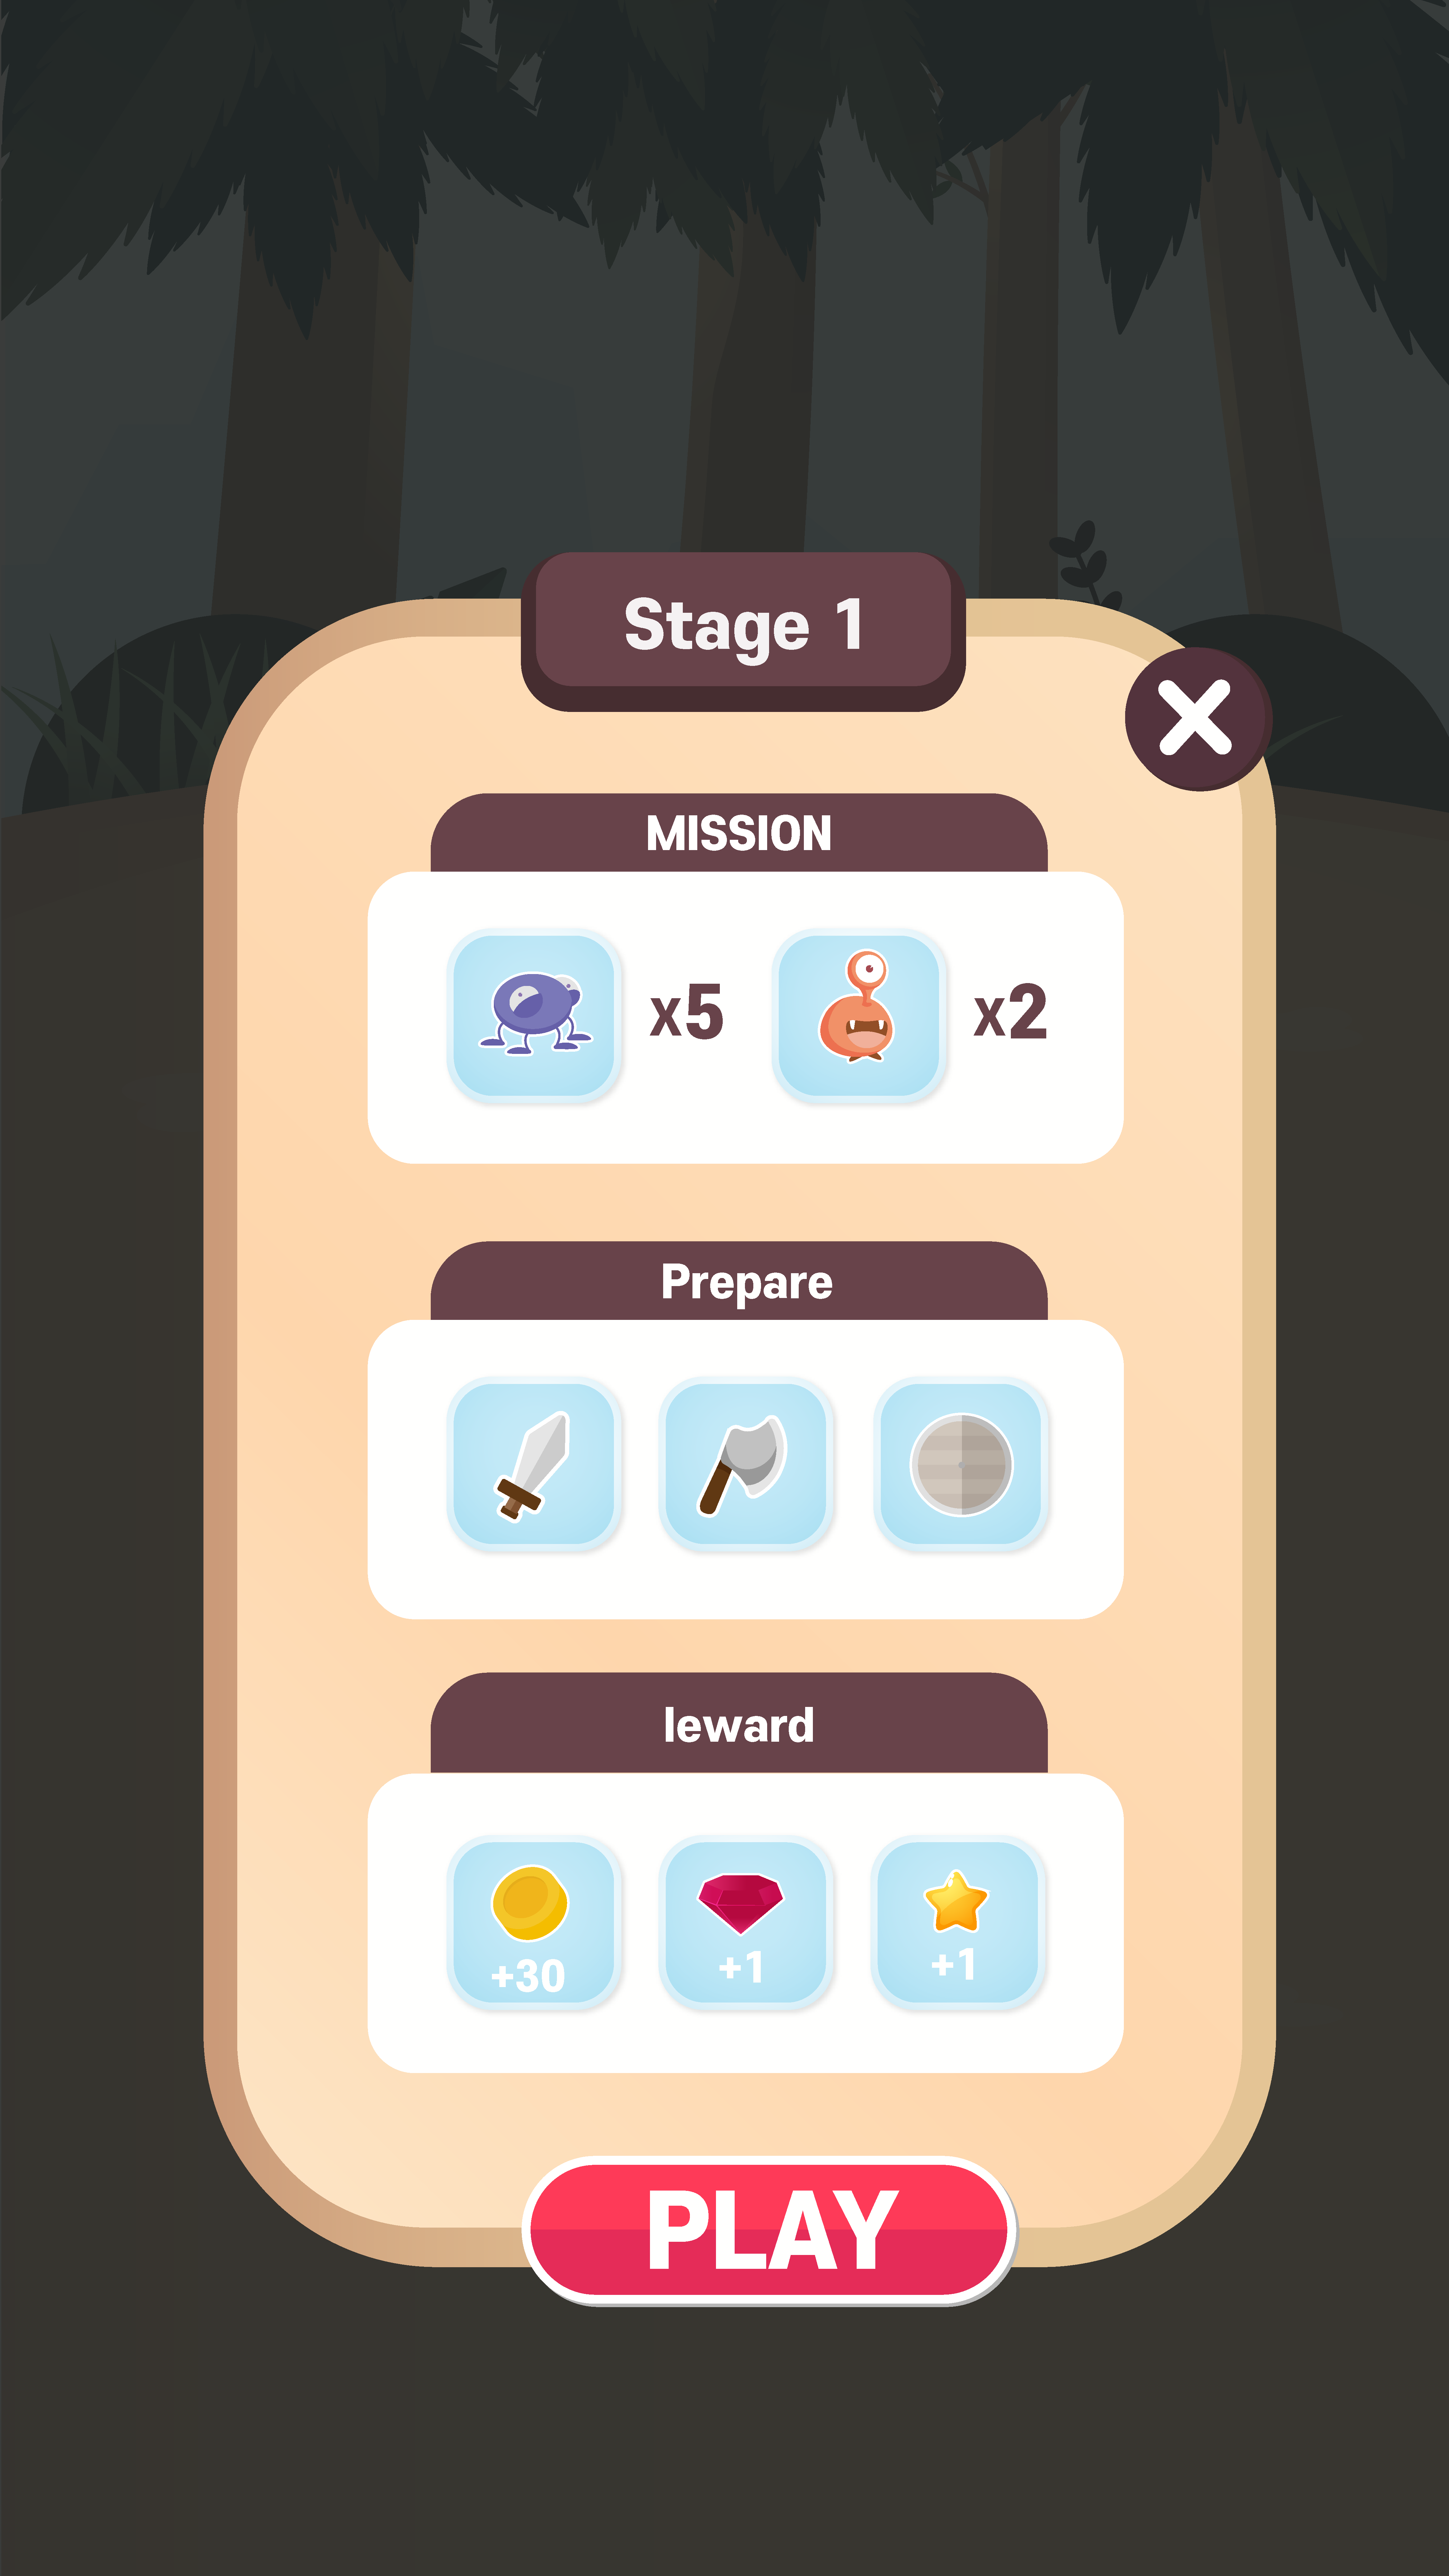 Stage 1
MISSION
x5 x2
Prepare
leward
+30 +1 +1
PLAY